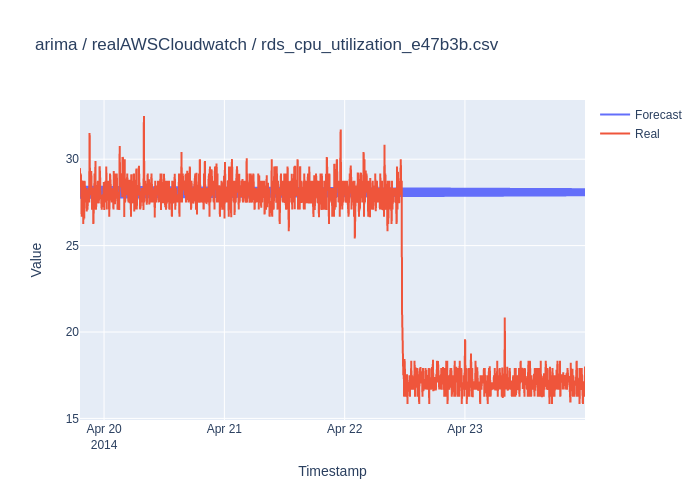 arima / realAWSCloudwatch / rds_cpu_utilization_e47b3b.csv
Forecast
Real
30
25
20
15
Value
Apr 20
2014
Apr 21
Apr 22
Apr 23
Timestamp